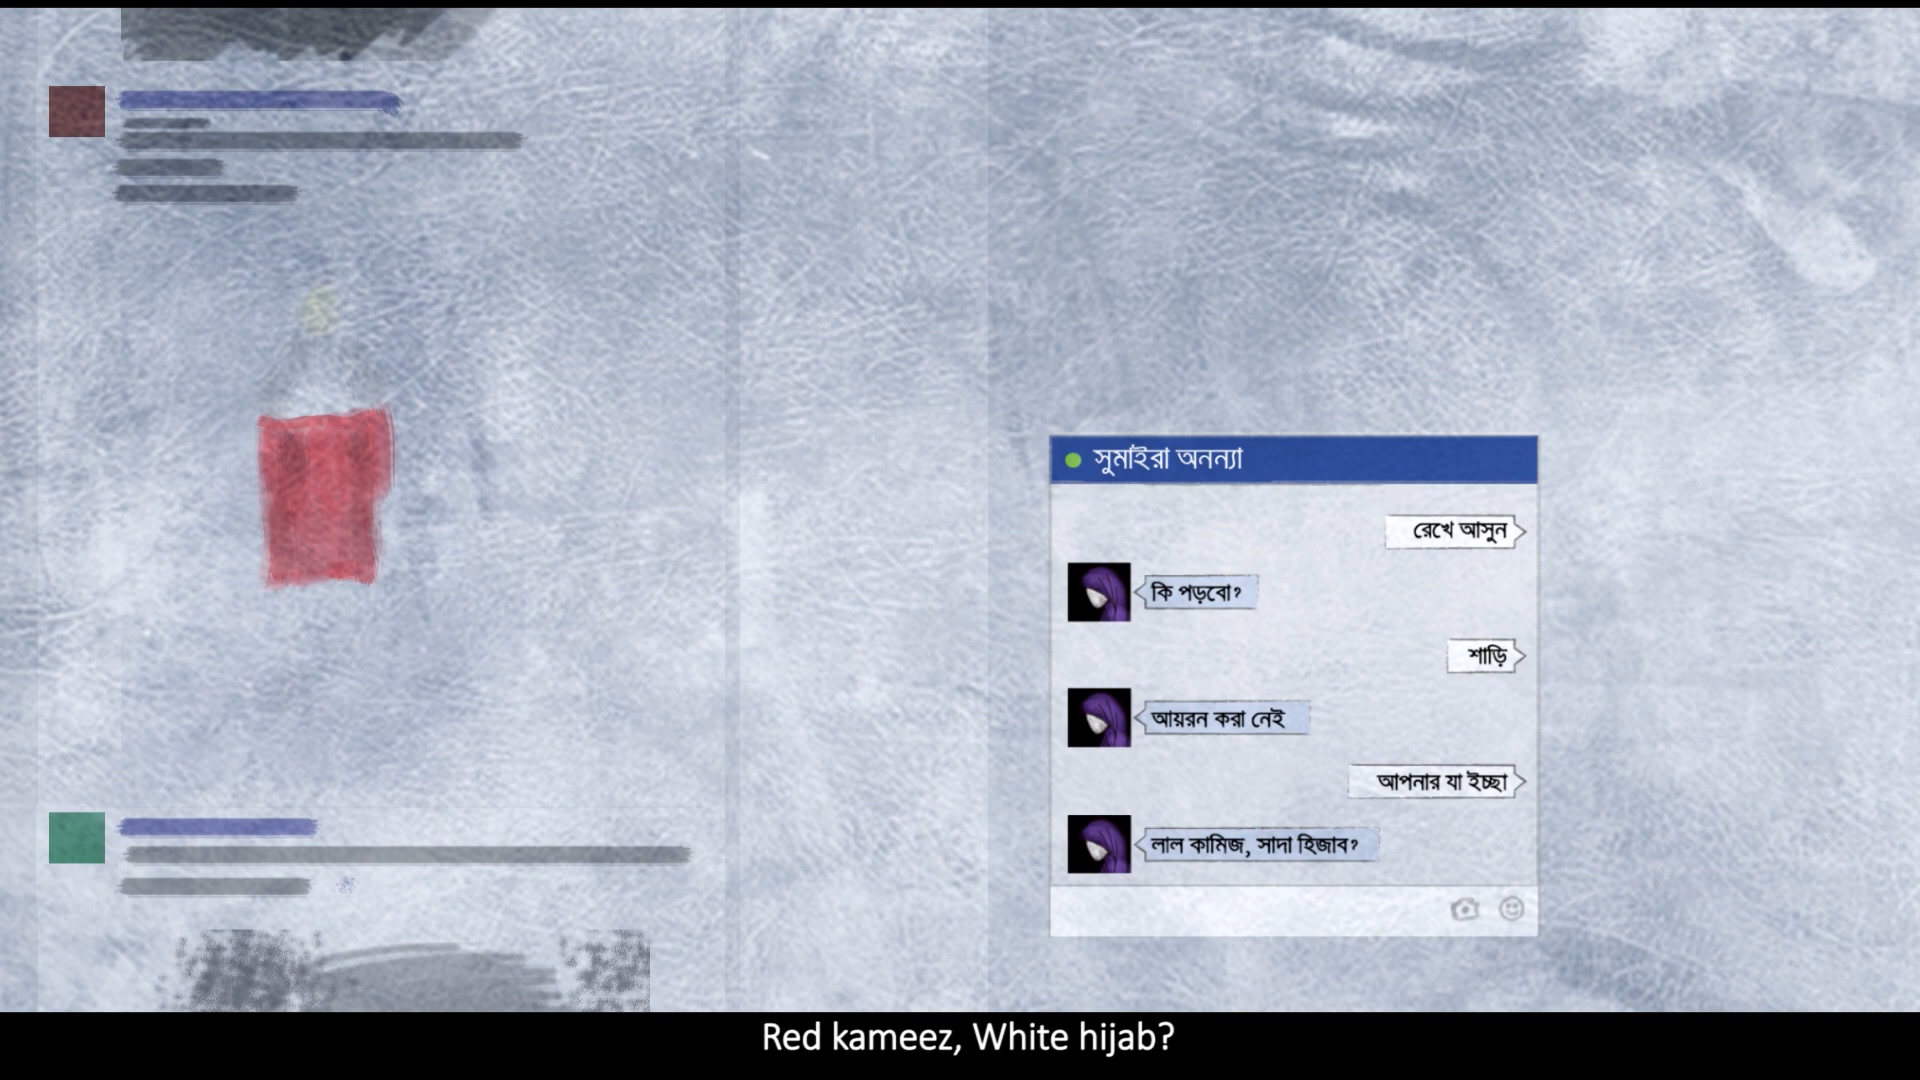 সুমাইরা অনন্যা
রেখে আসুন
কি পড়বো?
শাড়ি
আয়রন করা নেই
আপনার যা ইচ্ছা
লাল কামিজ, সাদা হিজাব?
Red kameez, White hijab?